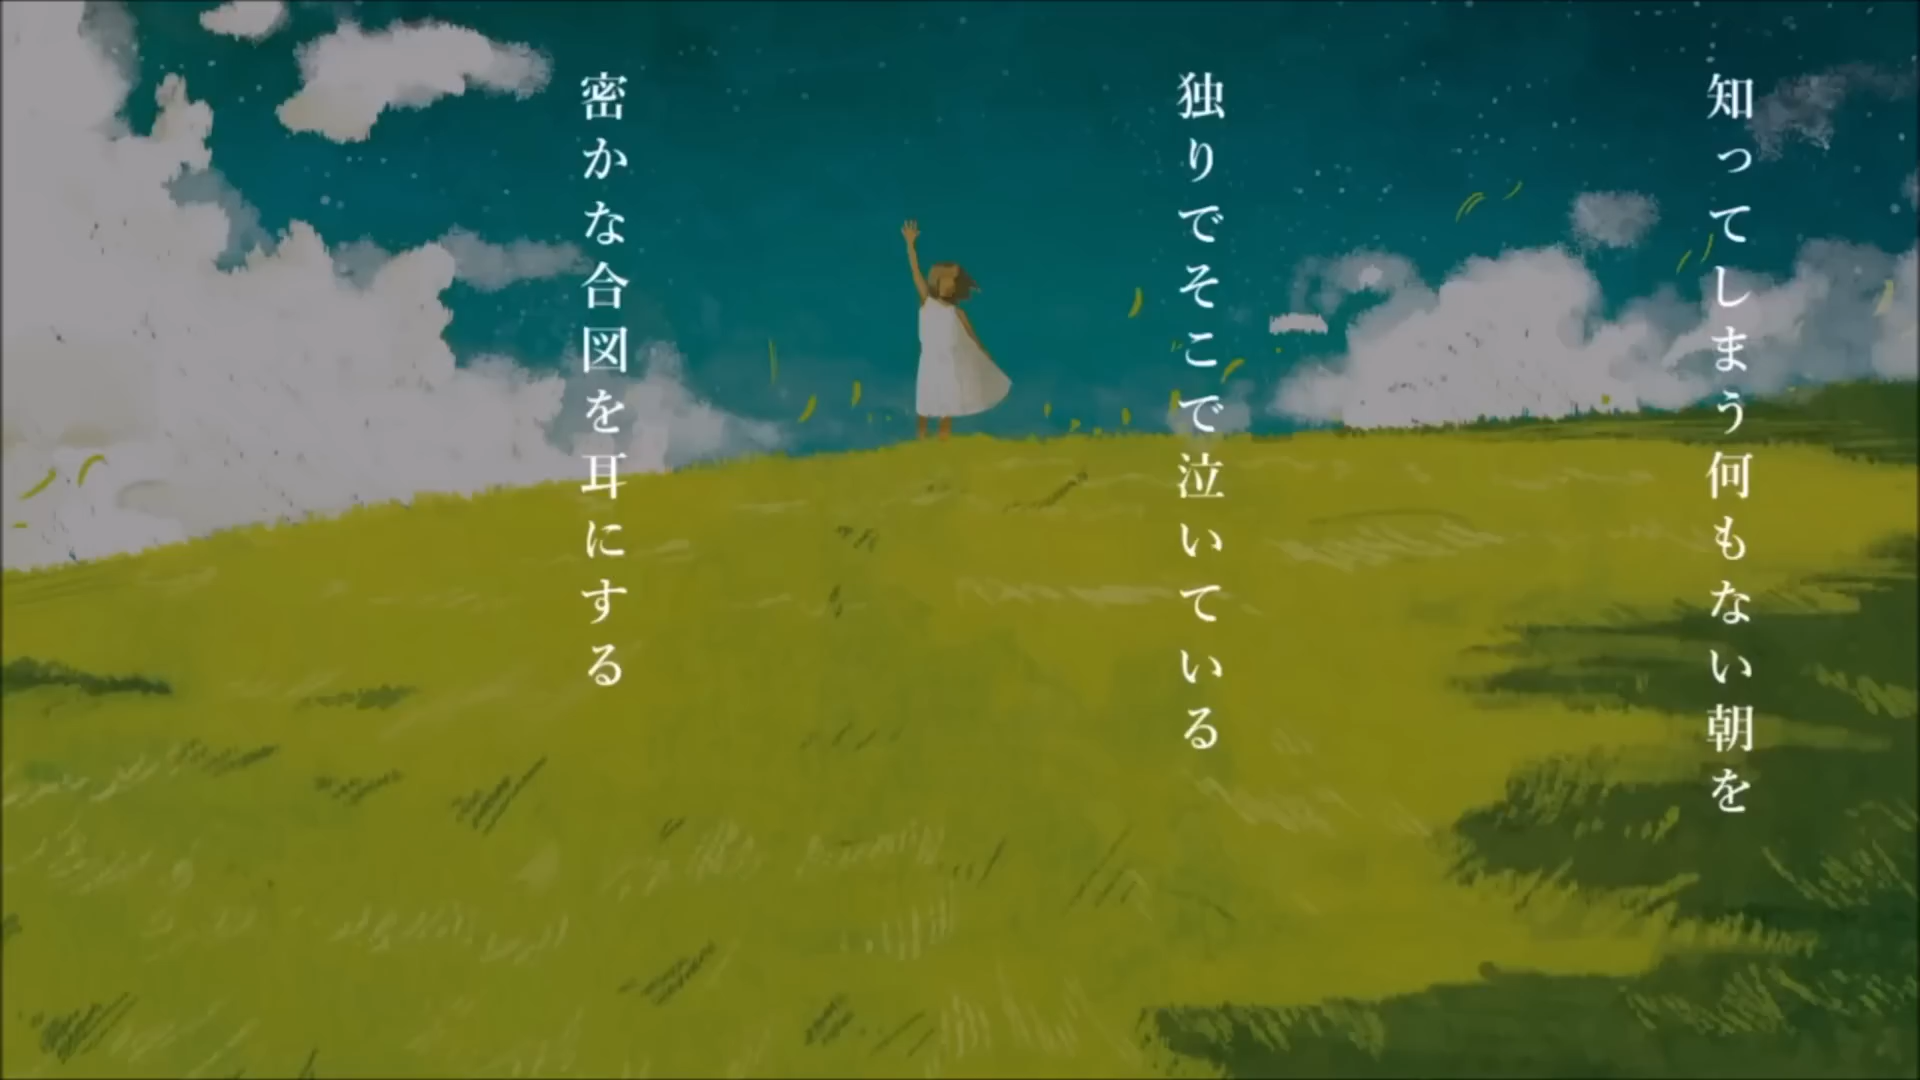 知ってしまう何もない朝を
独りでそこで泣いている
密かな合図を耳にする